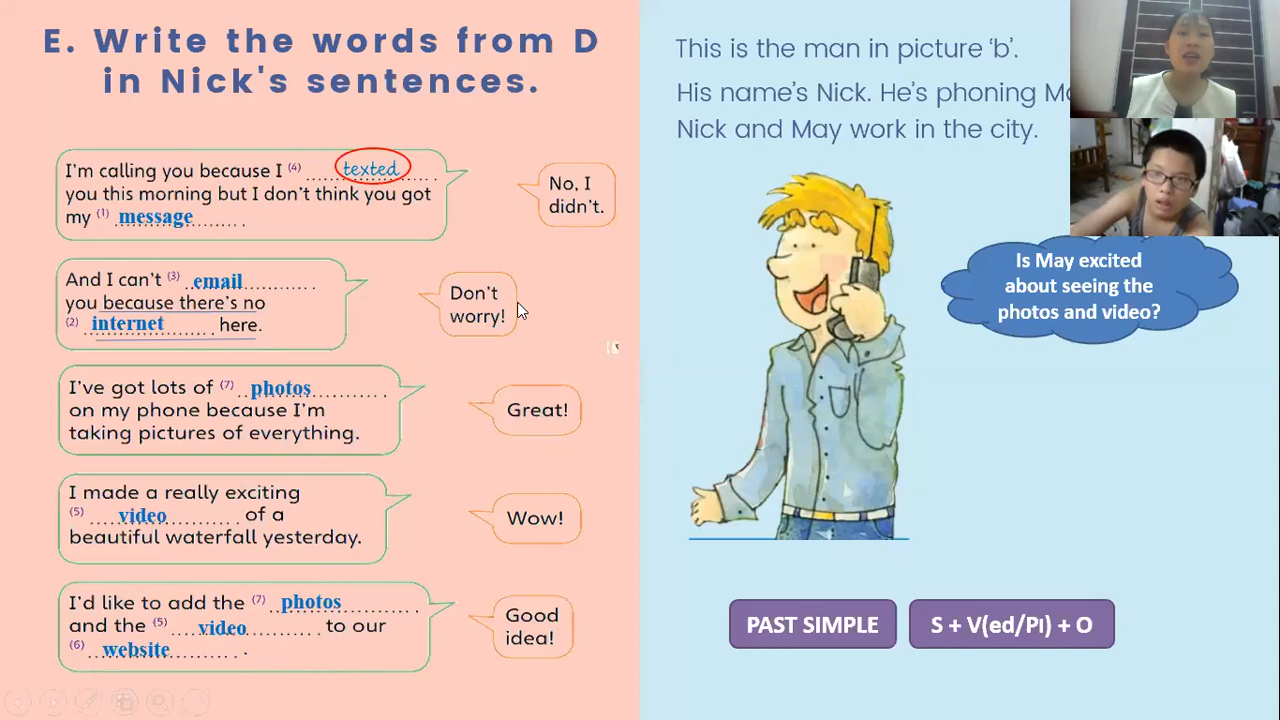 E. Write the words from D
in Nick's sentences.
I'm calling you because I (4) texted
you this morning but I don't think you got
my (1) message .
No, I
didn't.
And I can't (3) email .
you because there's no
(2) internet here.
Don't
worry!
I've got lots of (7) photos
on my phone because I'm
taking pictures of everything.
Great!
I made a really exciting
(5) video of a
beautiful waterfall yesterday.
Wow!
I'd like to add the (7) photos
and the (5) video to our
(6) website .
Good
idea!
This is the man in picture 'b'.
His name's Nick. He's phoning
Nick and May work in the city.
Is May excited
about seeing the
photos and video?
PAST SIMPLE
S + V(ed/PI) + O